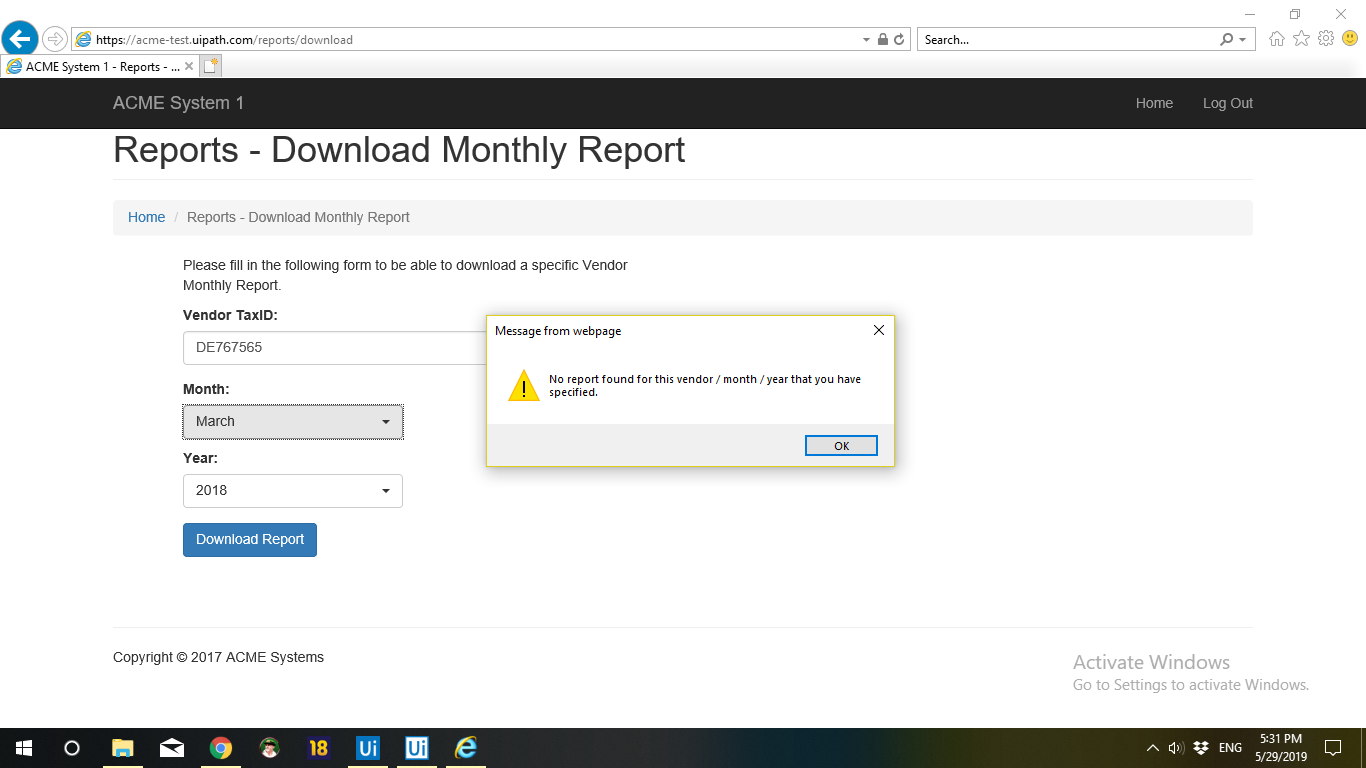 https://acme-test.uipath.com/reports/download
Search...
ACME System 1 - Reports - ...
ACME System 1
Home
Log Out
Reports - Download Monthly Report
Home / Reports - Download Monthly Report
Please fill in the following form to be able to download a specific Vendor
Monthly Report.
Vendor TaxID:
DE767565
Month:
March
Year:
2018
Download Report
Message from webpage
No report found for this vendor / month / year that you have
specified.
OK
Copyright © 2017 ACME Systems
Activate Windows
Go to Settings to activate Windows.
18
Ui
Ui
ENG
5:31 PM
5/29/2019